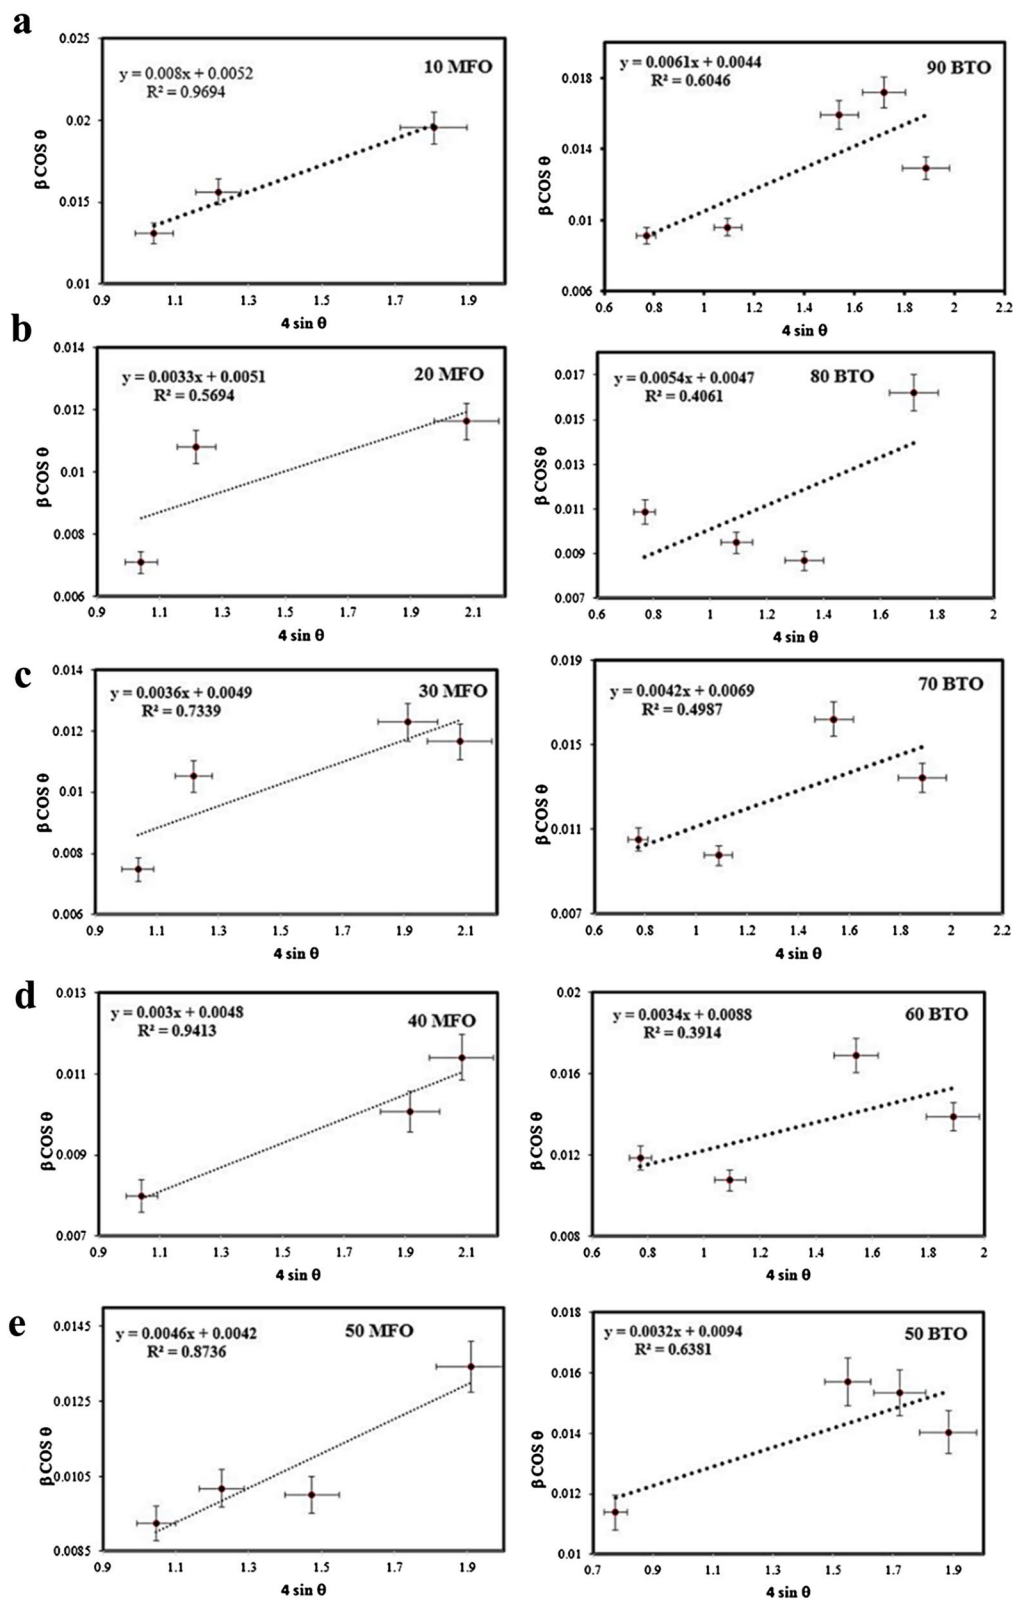 a
0.025
0.02
0.015
0.01
y = 0.008x + 0.0052
R² = 0.9694
10 MFO
β COS θ
0.9 1.1 1.3 1.5 1.7 1.9
4 sin θ
0.018
0.014
0.01
0.006
y = 0.0061x + 0.0044
R² = 0.6046
90 BTO
β COS θ
0.6 0.8 1 1.2 1.4 1.6 1.8 2 2.2
4 sin θ
b
0.014
0.012
0.01
0.008
0.006
y = 0.0033x + 0.0051
R² = 0.5694
20 MFO
β COS θ
0.9 1.1 1.3 1.5 1.7 1.9 2.1
4 sin θ
0.017
0.015
0.013
0.011
0.009
0.007
y = 0.0054x + 0.0047
R² = 0.4061
80 BTO
β COS θ
0.6 0.8 1 1.2 1.4 1.6 1.8 2
4 sin θ
c
0.014
0.012
0.01
0.008
0.006
y = 0.0036x + 0.0049
R² = 0.7339
30 MFO
β COS θ
0.9 1.1 1.3 1.5 1.7 1.9 2.1
4 sin θ
0.019
0.015
0.011
0.007
y = 0.0042x + 0.0069
R² = 0.4987
70 BTO
β COS θ
0.6 0.8 1 1.2 1.4 1.6 1.8 2 2.2
4 sin θ
d
0.013
0.011
0.009
0.007
y = 0.003x + 0.0048
R² = 0.9413
40 MFO
β COS θ
0.9 1.1 1.3 1.5 1.7 1.9 2.1
4 sin θ
0.02
0.016
0.012
0.008
y = 0.0034x + 0.0088
R² = 0.3914
60 BTO
β COS θ
0.6 0.8 1 1.2 1.4 1.6 1.8 2
4 sin θ
e
0.0145
0.0125
0.0105
0.0085
y = 0.0046x + 0.0042
R² = 0.8736
50 MFO
β COS θ
0.9 1.1 1.3 1.5 1.7 1.9
4 sin θ
0.018
0.016
0.014
0.012
0.01
y = 0.0032x + 0.0094
R² = 0.6381
50 BTO
β COS θ
0.7 0.9 1.1 1.3 1.5 1.7 1.9
4 sin θ